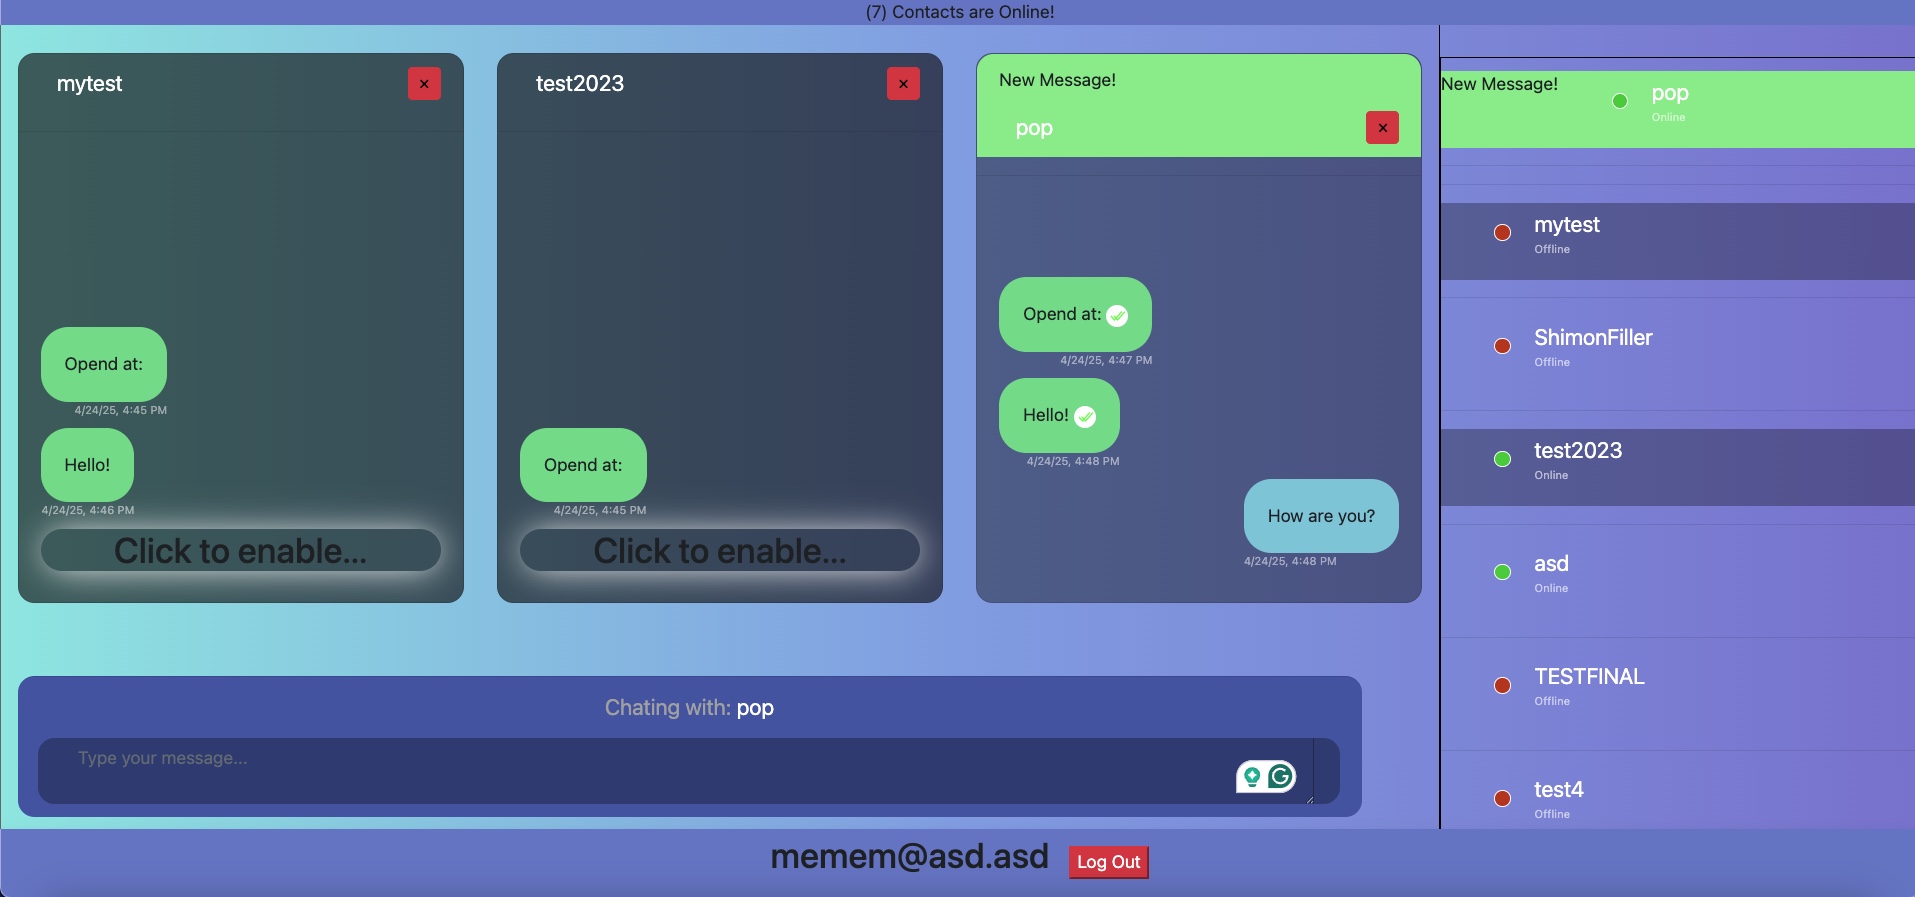 (7) Contacts are Online!
mytest
×
Opend at:
4/24/25, 4:45 PM
Hello!
4/24/25, 4:46 PM
Click to enable...
test2023
×
Opend at:
4/24/25, 4:45 PM
Click to enable...
New Message!
pop
×
Opend at:
4/24/25, 4:47 PM
Hello!
4/24/25, 4:48 PM
How are you?
4/24/25, 4:48 PM
Chating with: pop
Type your message...
New Message!
pop
Online
mytest
Offline
ShimonFiller
Offline
test2023
Online
asd
Online
TESTFINAL
Offline
test4
Offline
memem@asd.asd
Log Out